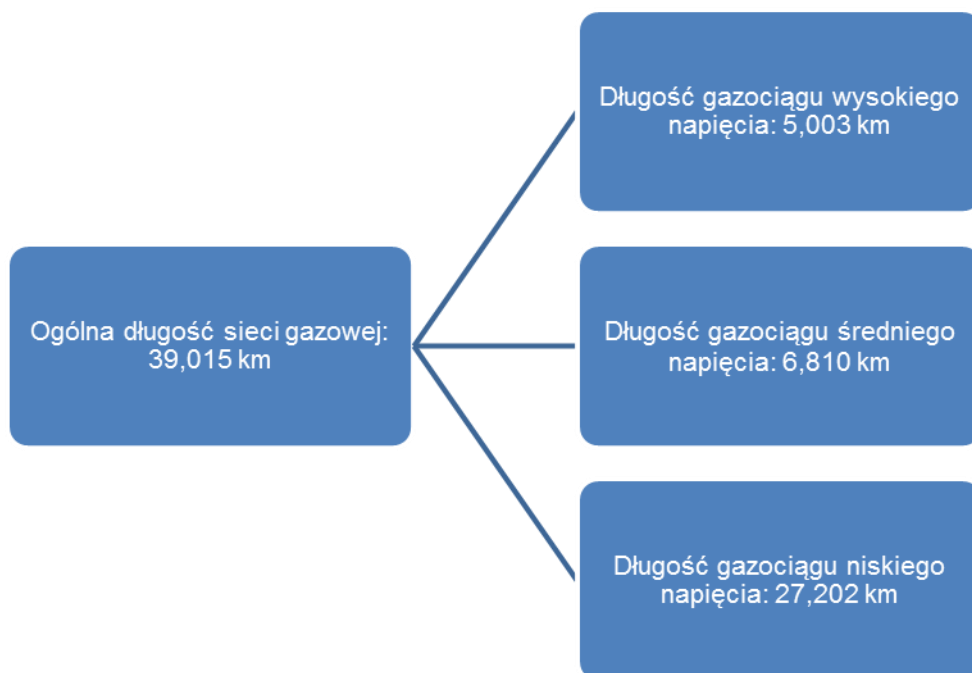 Długość gazociągu wysokiego
napięcia: 5,003 km
Ogólna długość sieci gazowej:
39,015 km
Długość gazociągu średniego
napięcia: 6,810 km
Długość gazociągu niskiego
napięcia: 27,202 km